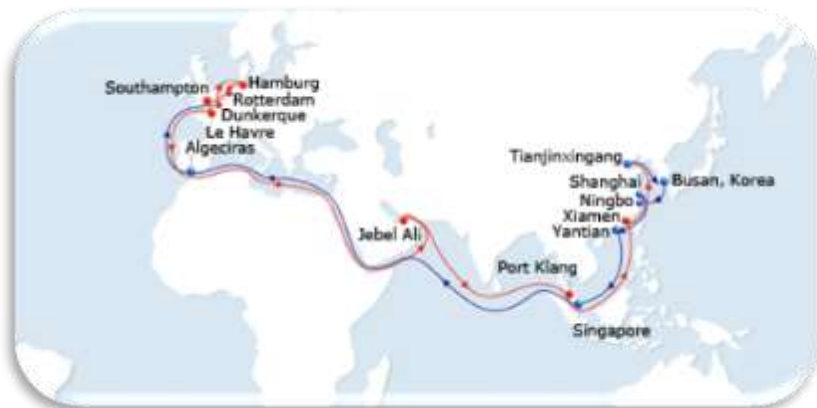 Hamburg
Southampton
Rotterdam
Dunkerque
Le Havre
Algeciras
Tianjinxingang
Shanghai
Busan, Korea
Ningbo
Xiamen
Yantian
Jebel Ali
Port Klang
Singapore